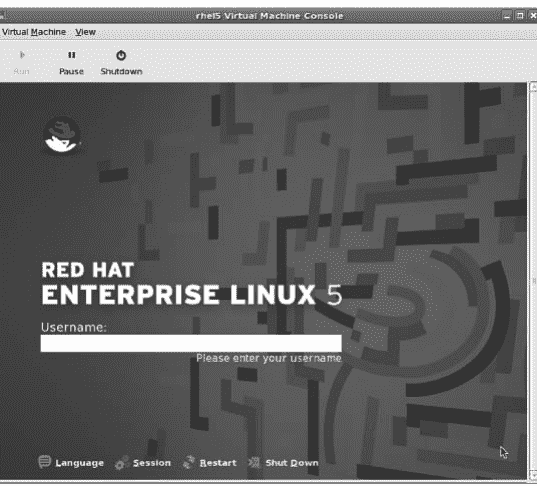 rhel5 Virtual Machine Console
Virtual Machine View
Run Pause Shutdown
RED HAT
ENTERPRISE LINUX 5
Username:
Please enter your username
Language Session Restart Shut Down